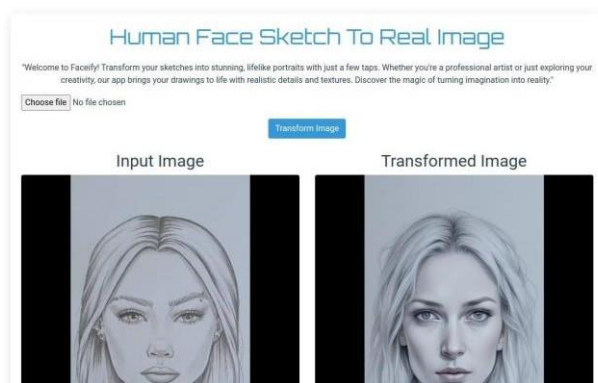 Human Face Sketch To Real Image
"Welcome to Faceify! Transform your sketches into stunning, lifelike portraits with just a few taps. Whether you're a professional artist or just exploring your
creativity, our app brings your drawings to life with realistic details and textures. Discover the magic of turning imagination into reality."
Choose file No file chosen
Transform Image
Input Image
Transformed Image